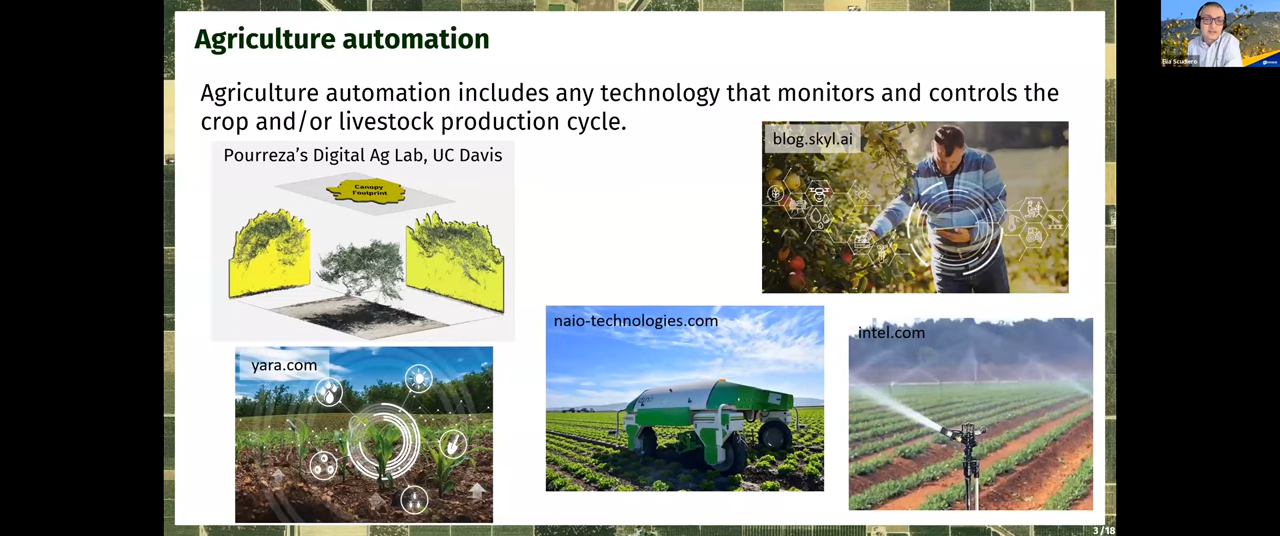 Agriculture automation
Elia Scudiero
Agriculture automation includes any technology that monitors and controls the
crop and/or livestock production cycle.
Pourreza's Digital Ag Lab, UC Davis
blog.skyl.ai
Canopy
Footprint
naio-technologies.com
intel.com
yara.com
3 / 18